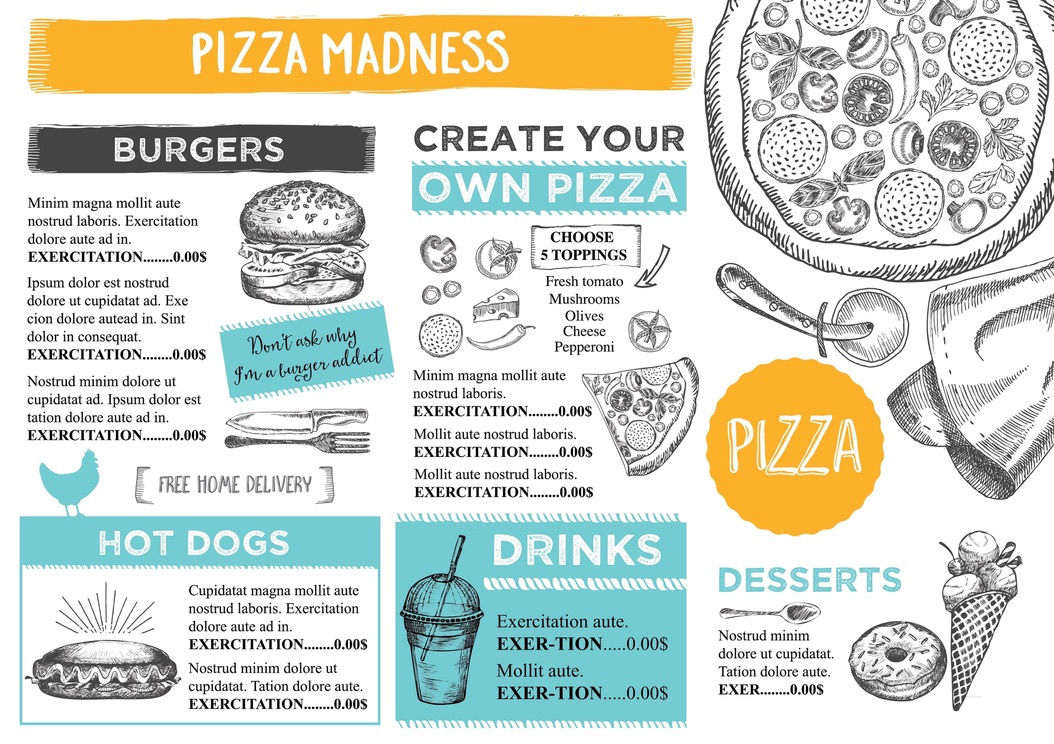 PIZZA MADNESS
BURGERS
Minim magna mollit aute
nostrud laboris. Exercitation
dolore aute ad in.
EXERCITATION........0.00$
Ipsum dolor est nostrud
dolore ut cupidatat ad. Exe
cion dolore autead in. Sint
dolor in consequat.
EXERCITATION........0.00$
Nostrud minim dolore ut
cupidatat ad. Ipsum dolor est
tation dolore aute ad in.
EXERCITATION........0.00$
Don't ask why
I'm a burger addict
FREE HOME DELIVERY
HOT DOGS
Cupidatat magna mollit aute
nostrud laboris. Exercitation
dolore aute ad in.
EXERCITATION........0.00$
Nostrud minim dolore ut
cupidatat. Tation dolore aute.
EXERCITATION........0.00$
CREATE YOUR
OWN PIZZA
CHOOSE
5 TOPPINGS
Fresh tomato
Mushrooms
Olives
Cheese
Pepperoni
Minim magna mollit aute
nostrud laboris.
EXERCITATION........0.00$
Mollit aute nostrud laboris.
EXERCITATION........0.00$
Mollit aute nostrud laboris.
EXERCITATION........0.00$
DRINKS
Exercitation aute.
EXER-TION.....0.00$
Mollit aute.
EXER-TION.....0.00$
PIZZA
DESSERTS
Nostrud minim
dolore ut cupidatat.
Tation dolore aute.
EXER........0.00$